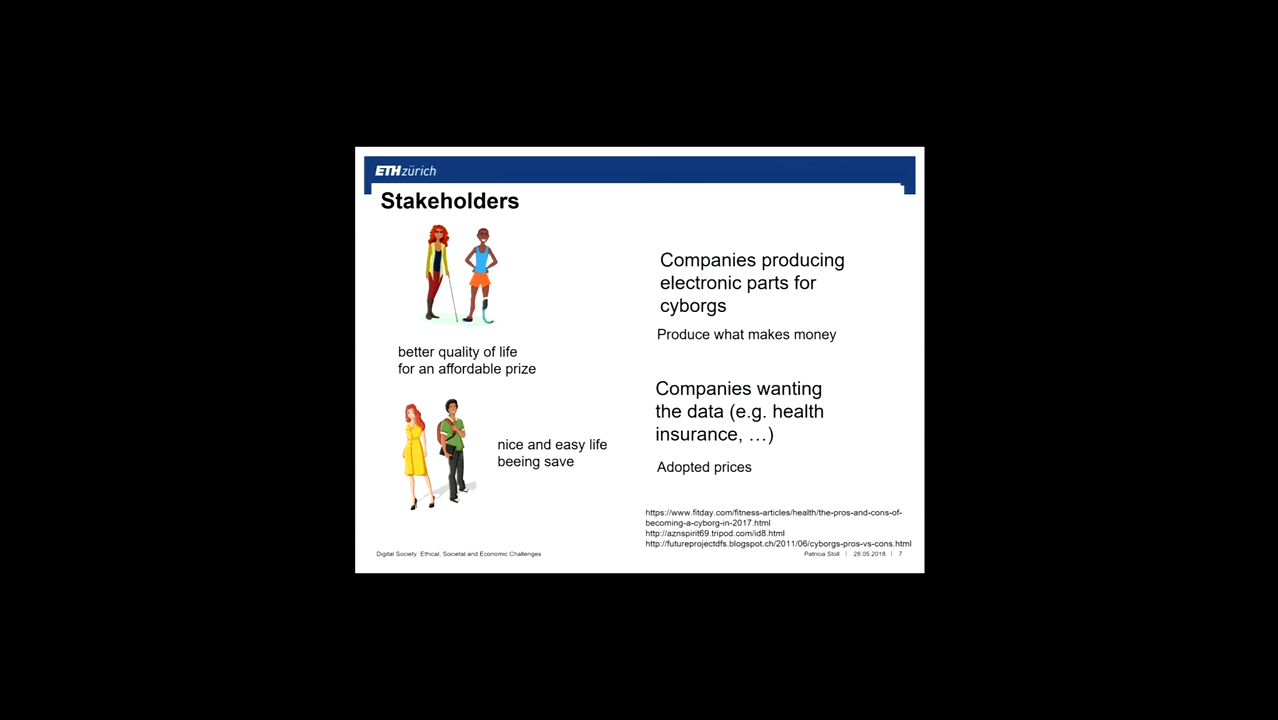 ETH zürich
Stakeholders
better quality of life
for an affordable prize
nice and easy life
beeing save
Companies producing
electronic parts for
cyborgs
Produce what makes money
Companies wanting
the data (e.g. health
insurance, …)
Adopted prices
https://www.fitday.com/fitness-articles/health/the-pros-and-cons-of-
becoming-a-cyborg-in-2017.html
http://aznspirit69.tripod.com/id8.html
http://futureprojectdfs.blogspot.ch/2011/06/cyborgs-pros-vs-cons.html
Digital Society: Ethical, Societal and Economic Challenges
Patricia Stoll | 28.05.2018 | 7